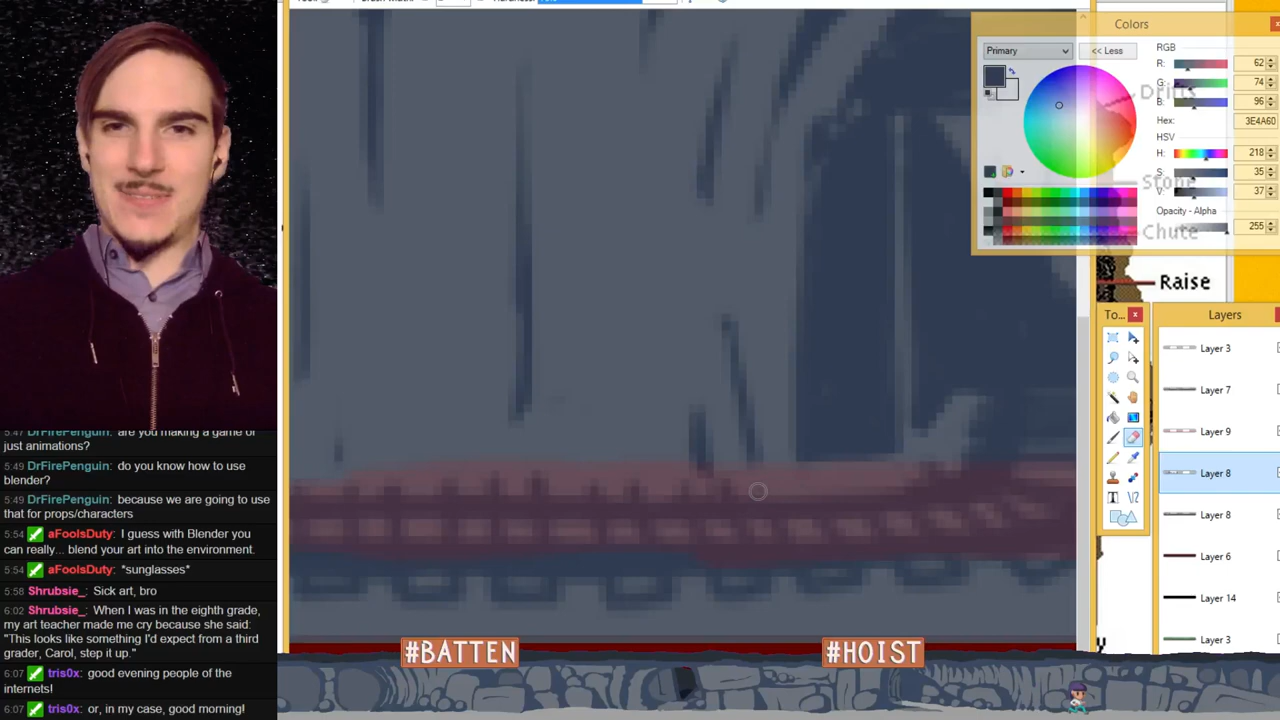 Colors
Primary
<< Less
RGB
R: 62
G: 74
B: 96
Hex: 3E4A60
HSV
H: 218
S: 35
V: 37
Opacity - Alpha
255
Stone
Chute
Raise
To...
Layers
Layer 3
Layer 7
Layer 9
Layer 8
Layer 8
Layer 6
Layer 14
Layer 3
5:47 DrFirePenguin: are you making a game or
just animations?
5:49 DrFirePenguin: do you know how to use
blender?
5:49 DrFirePenguin: because we are going to use
that for props/characters
5:54 aFoolsDuty: I guess with Blender you
can really... blend your art into the environment.
5:54 aFoolsDuty: *sunglasses*
5:58 Shrubsie_: Sick art, bro
6:02 Shrubsie_: When I was in the eighth grade,
my art teacher made me cry because she said:
"This looks like something I'd expect from a third
grader, Carol, step it up."
6:07 tris0x: good evening people of the
internets!
6:07 tris0x: or, in my case, good morning!
#BATTEN
#HOIST